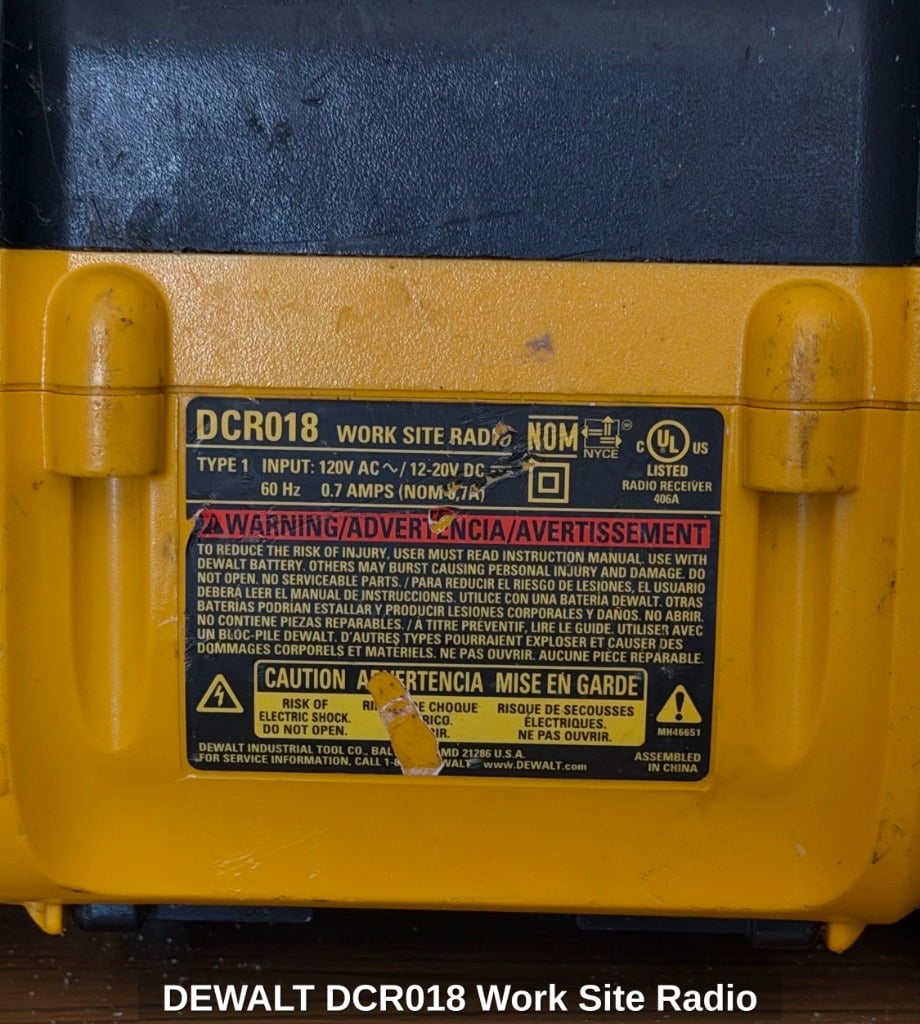 DCR018 WORK SITE RADIO
NOM
NYCE
C UL US
LISTED
RADIO RECEIVER
406A
TYPE 1 INPUT: 120V AC ~ / 12-20V DC
60 Hz 0.7 AMPS (NOM 0,7A)
WARNING/ADVERTENCIA/AVERTISSEMENT
TO REDUCE THE RISK OF INJURY, USER MUST READ INSTRUCTION MANUAL. USE WITH
DEWALT BATTERY. OTHERS MAY BURST CAUSING PERSONAL INJURY AND DAMAGE. DO
NOT OPEN. NO SERVICEABLE PARTS. / PARA REDUCIR EL RIESGO DE LESIONES, EL USUARIO
DEBERÁ LEER EL MANUAL DE INSTRUCCIONES. UTILICE CON UNA BATERÍA DEWALT. OTRAS
BATERÍAS PODRÍAN ESTALLAR Y PRODUCIR LESIONES CORPORALES Y DAÑOS. NO ABRIR.
NO CONTIENE PIEZAS REPARABLES. / À TITRE PRÉVENTIF, LIRE LE GUIDE. UTILISER AVEC
UN BLOC-PILE DEWALT. D'AUTRES TYPES POURRAIENT EXPLOSER ET CAUSER DES
DOMMAGES CORPORELS ET MATÉRIELS. NE PAS OUVRIR. AUCUNE PIÈCE RÉPARABLE.
CAUTION MISE EN GARDE
RISK OF
ELECTRIC SHOCK.
DO NOT OPEN.
DE CHOQUE
RISQUE DE SECOUSSES
ÉLECTRIQUES.
NE PAS OUVRIR.
MH46651
DEWALT INDUSTRIAL TOOL CO., MD 21286 U.S.A.
FOR SERVICE INFORMATION, CALL www.DEWALT.com
ASSEMBLED
IN CHINA
DEWALT DCR018 Work Site Radio